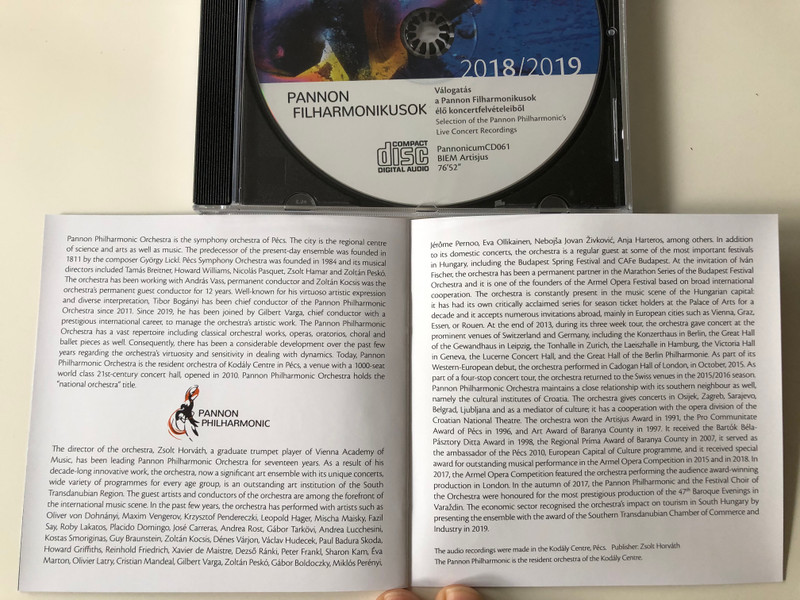 2018/2019
PANNON
FILHARMONIKUSOK
Válogatás
a Pannon Filharmonikusok
élő koncertfelvételeiből
Selection of the Pannon Philharmonic's
Live Concert Recordings
COMPACT
disc
DIGITAL AUDIO
PannonicumCD061
BIEM Artisjus
76'52"
Pannon Philharmonic Orchestra is the symphony orchestra of Pécs. The city is the regional centre
of science and arts as well as music. The predecessor of the present-day ensemble was founded in
1811 by the composer György Lickl. Pécs Symphony Orchestra was founded in 1984 and its musical
directors included Tamás Breitner, Howard Williams, Nicolás Pasquet, Zsolt Hamar and Zoltán Peskó.
The orchestra has been working with András Vass, permanent conductor and Zoltán Kocsis was the
orchestra's permanent guest conductor for 12 years. Well-known for his virtuoso artistic expression
and diverse interpretation, Tibor Bogányi has been chief conductor of the Pannon Philharmonic
Orchestra since 2011. Since 2019, he has been joined by Gilbert Varga, chief conductor with a
prestigious international career, to manage the orchestra's artistic work. The Pannon Philharmonic
Orchestra has a vast repertoire including classical orchestral works, operas, oratorios, choral and
ballet pieces as well. Consequently, there has been a considerable development over the past few
years regarding the orchestra's virtuosity and sensitivity in dealing with dynamics. Today, Pannon
Philharmonic Orchestra is the resident orchestra of Kodály Centre in Pécs, a venue with a 1000-seat
world class 21st-century concert hall, opened in 2010. Pannon Philharmonic Orchestra holds the
"national orchestra" title.
PANNON
PHILHARMONIC
The director of the orchestra, Zsolt Horváth, a graduate trumpet player of Vienna Academy of
Music, has been leading Pannon Philharmonic Orchestra for seventeen years. As a result of his
decade-long innovative work, the orchestra, now a significant art ensemble with its unique concerts,
wide variety of programmes for every age group, is an outstanding art institution of the South
Transdanubian Region. The guest artists and conductors of the orchestra are among the forefront of
the international music scene. In the past few years, the orchestra has performed with artists such as
Oliver von Dohnányi, Maxim Vengerov, Krzysztof Pendereczki, Leopold Hager, Mischa Maisky, Fazil
Say, Roby Lakatos, Placido Domingo, José Carreras, Andrea Rost, Gábor Tarkövi, Andrea Lucchesini,
Kostas Smoriginas, Guy Braunstein, Zoltán Kocsis, Dénes Várjon, Václav Hudecek, Paul Badura Skoda,
Howard Griffiths, Reinhold Friedrich, Xavier de Maistre, Dezső Ránki, Peter Frankl, Sharon Kam, Éva
Marton, Olivier Latry, Cristian Mandeal, Gilbert Varga, Zoltán Peskó, Gábor Boldoczky, Miklós Perényi,
Jérôme Pernoo, Eva Ollikainen, Nebojša Jovan Živković, Anja Harteros, among others. In addition
to its domestic concerts, the orchestra is a regular guest at some of the most important festivals
in Hungary, including the Budapest Spring Festival and CAFe Budapest. At the invitation of Iván
Fischer, the orchestra has been a permanent partner in the Marathon Series of the Budapest Festival
Orchestra and it is one of the founders of the Armel Opera Festival based on broad international
cooperation. The orchestra is constantly present in the music scene of the Hungarian capital:
it has had its own critically acclaimed series for season ticket holders at the Palace of Arts for a
decade and it accepts numerous invitations abroad, mainly in European cities such as Vienna, Graz,
Essen, or Rouen. At the end of 2013, during its three week tour, the orchestra gave concert at the
prominent venues of Switzerland and Germany, including the Konzerthaus in Berlin, the Great Hall
of the Gewandhaus in Leipzig, the Tonhalle in Zurich, the Laeiszhalle in Hamburg, the Victoria Hall
in Geneva, the Lucerne Concert Hall, and the Great Hall of the Berlin Philharmonie. As part of its
Western-European debut, the orchestra performed in Cadogan Hall of London, in October, 2015. As
part of a four-stop concert tour, the orchestra returned to the Swiss venues in the 2015/2016 season.
Pannon Philharmonic Orchestra maintains a close relationship with its southern neighbour as well,
namely the cultural institutes of Croatia. The orchestra gives concerts in Osijek, Zagreb, Sarajevo,
Belgrad, Ljubljana and as a mediator of culture; it has a cooperation with the opera division of the
Croatian National Theatre. The orchestra won the Artisjus Award in 1991, the Pro Communitate
Award of Pécs in 1996, and Art Award of Baranya County in 1997. It received the Bartók Béla-
Pásztory Ditta Award in 1998, the Regional Príma Award of Baranya County in 2007, it served as
the ambassador of the Pécs 2010, European Capital of Culture programme, and it received special
award for outstanding musical performance in the Armel Opera Competition in 2015 and in 2018. In
2017, the Armel Opera Competition featured the orchestra performing the audience award-winning
production in London. In the autumn of 2017, the Pannon Philharmonic and the Festival Choir of
the Orchestra were honoured for the most prestigious production of the 47th Baroque Evenings in
Varaždin. The economic sector recognised the orchestra's impact on tourism in South Hungary by
presenting the ensemble with the award of the Southern Transdanubian Chamber of Commerce and
Industry in 2019.
The audio recordings were made in the Kodály Centre, Pécs. Publisher: Zsolt Horváth
The Pannon Philharmonic is the resident orchestra of the Kodály Centre.